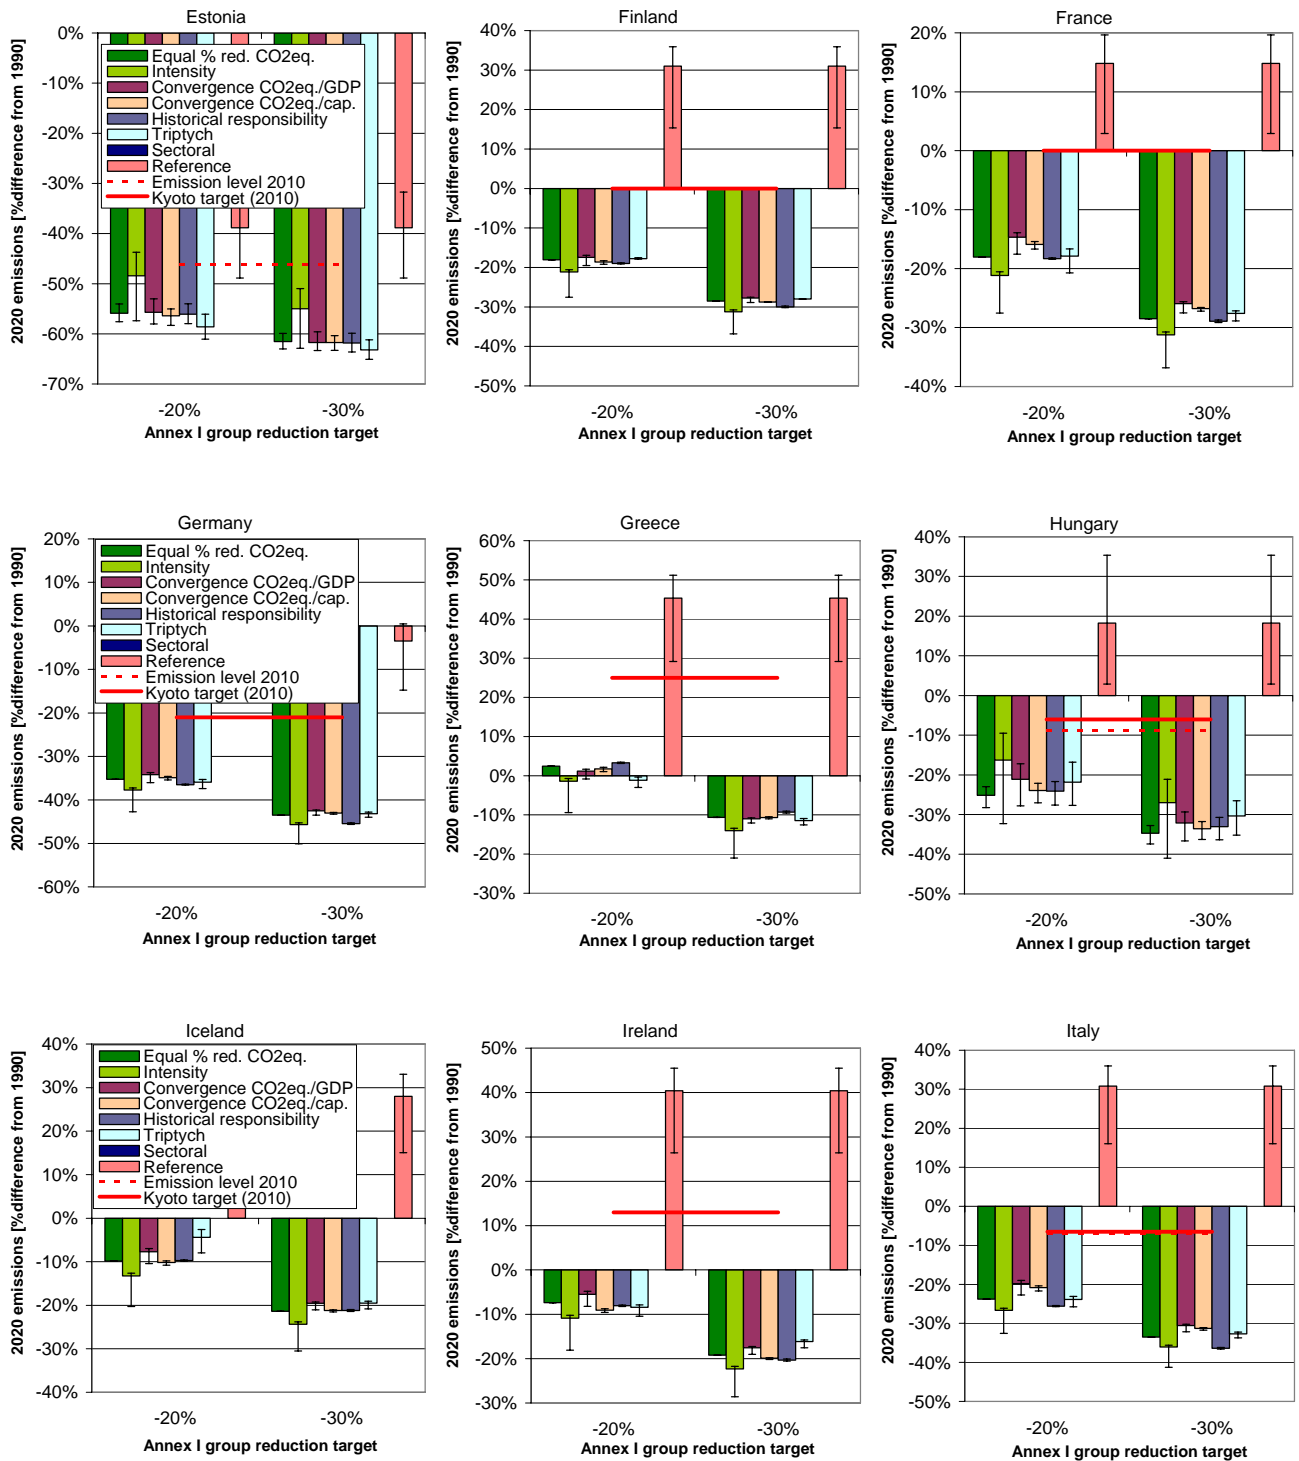 Estonia
2020 emissions [%difference from 1990]
0%
-10%
-20%
-30%
-40%
-50%
-60%
-70%
Equal % red. CO2eq.
Intensity
Convergence CO2eq./GDP
Convergence CO2eq./cap.
Historical responsibility
Triptych
Sectoral
Reference
Emission level 2010
Kyoto target (2010)
-20%
-30%
Annex I group reduction target
Finland
2020 emissions [%difference from 1990]
40%
30%
20%
10%
0%
-10%
-20%
-30%
-40%
-50%
-20%
-30%
Annex I group reduction target
France
2020 emissions [%difference from 1990]
20%
10%
0%
-10%
-20%
-30%
-40%
-20%
-30%
Annex I group reduction target
Germany
2020 emissions [%difference from 1990]
20%
10%
0%
-10%
-20%
-30%
-40%
-50%
-60%
Equal % red. CO2eq.
Intensity
Convergence CO2eq./GDP
Convergence CO2eq./cap.
Historical responsibility
Triptych
Sectoral
Reference
Emission level 2010
Kyoto target (2010)
-20%
-30%
Annex I group reduction target
Greece
2020 emissions [%difference from 1990]
60%
50%
40%
30%
20%
10%
0%
-10%
-20%
-30%
-20%
-30%
Annex I group reduction target
Hungary
2020 emissions [%difference from 1990]
40%
30%
20%
10%
0%
-10%
-20%
-30%
-40%
-50%
-20%
-30%
Annex I group reduction target
Iceland
2020 emissions [%difference from 1990]
40%
30%
20%
10%
0%
-10%
-20%
-30%
-40%
Equal % red. CO2eq.
Intensity
Convergence CO2eq./GDP
Convergence CO2eq./cap.
Historical responsibility
Triptych
Sectoral
Reference
Emission level 2010
Kyoto target (2010)
-20%
-30%
Annex I group reduction target
Ireland
2020 emissions [%difference from 1990]
50%
40%
30%
20%
10%
0%
-10%
-20%
-30%
-20%
-30%
Annex I group reduction target
Italy
2020 emissions [%difference from 1990]
40%
30%
20%
10%
0%
-10%
-20%
-30%
-40%
-50%
-20%
-30%
Annex I group reduction target